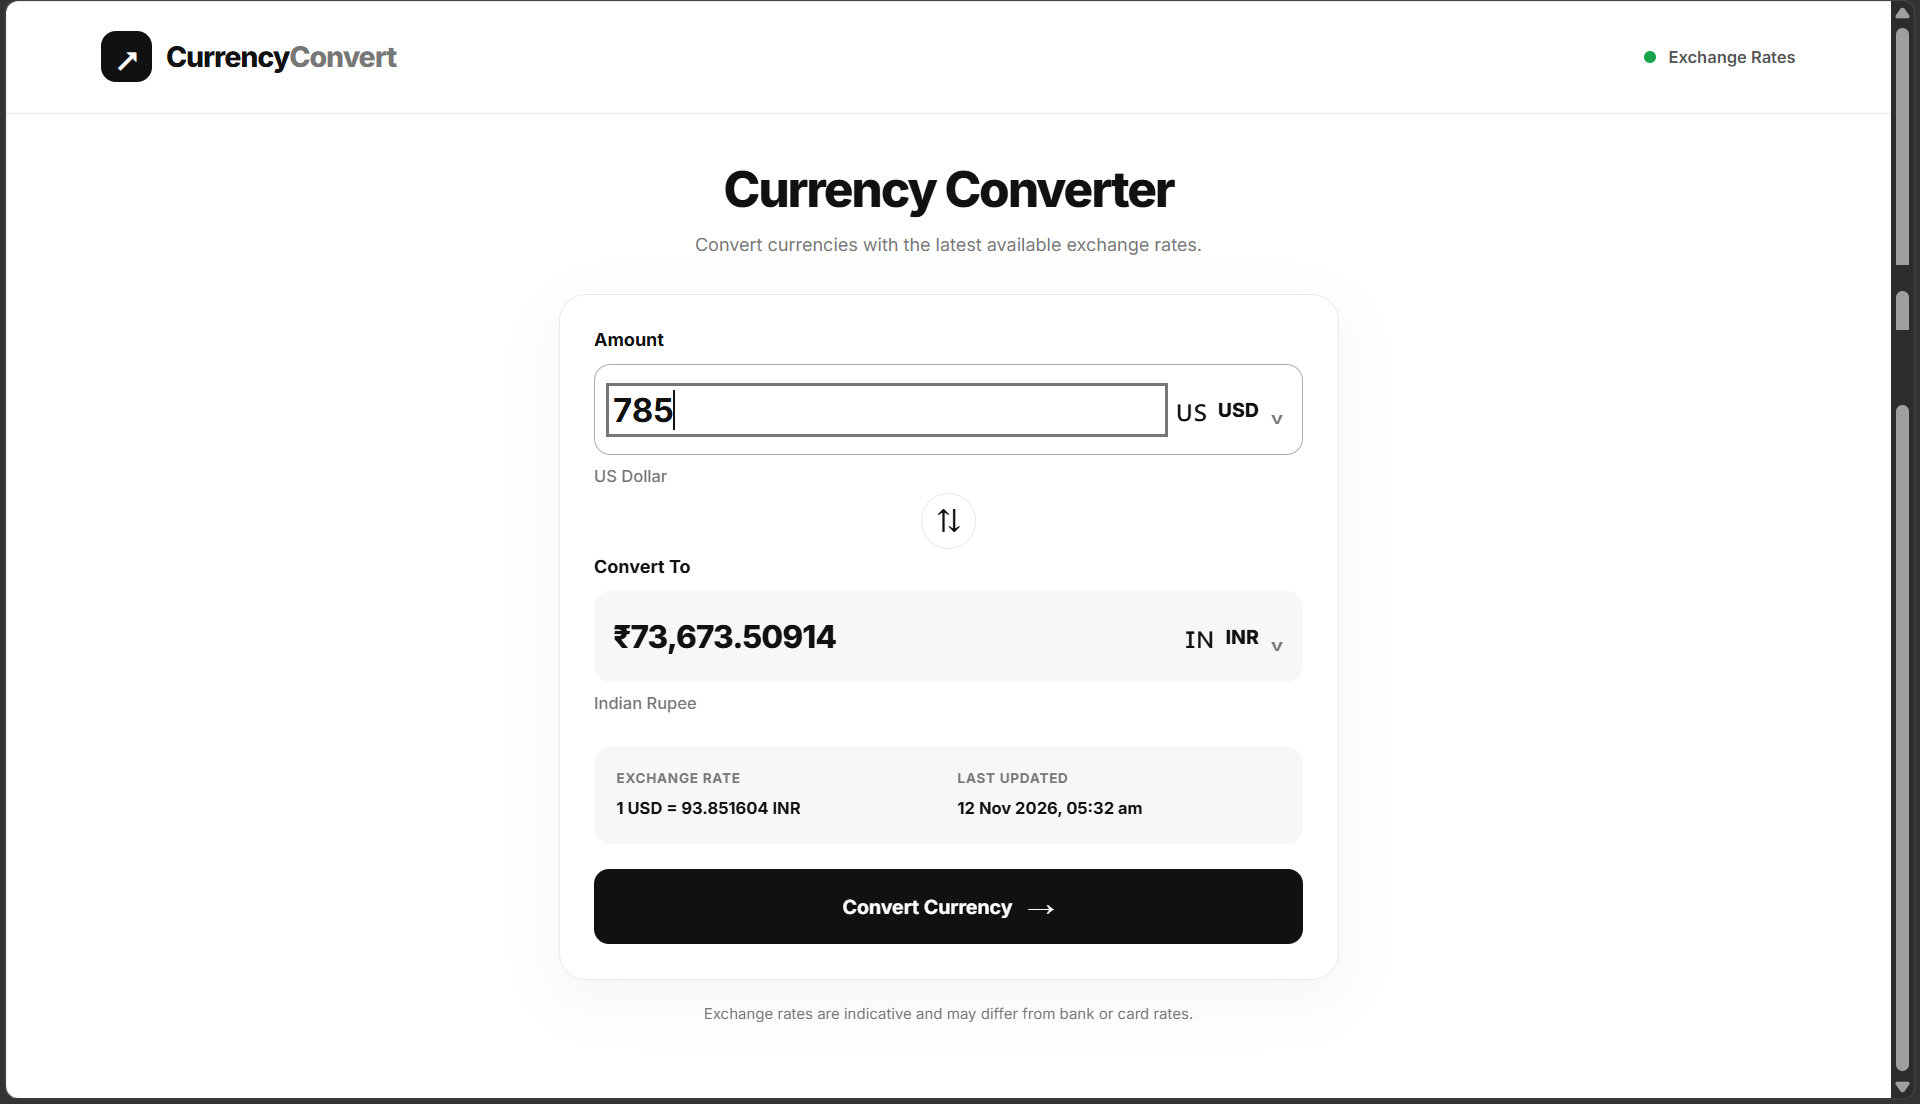 CurrencyConvert
Exchange Rates
Currency Converter
Convert currencies with the latest available exchange rates.
Amount
785 US USD v
US Dollar
Convert To
₹73,673.50914 IN INR v
Indian Rupee
EXCHANGE RATE LAST UPDATED
1 USD = 93.851604 INR 12 Nov 2026, 05:32 am
Convert Currency →
Exchange rates are indicative and may differ from bank or card rates.